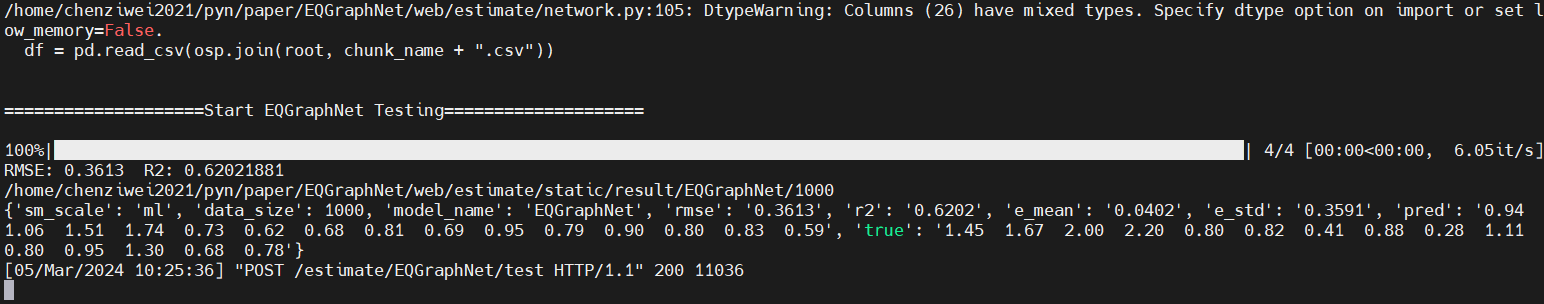 /home/chenziwei2021/pyn/paper/EQGraphNet/web/estimate/network.py:105: DtypeWarning: Columns (26) have mixed types. Specify dtype option on import or set l
ow_memory=False.
  df = pd.read_csv(osp.join(root, chunk_name + ".csv"))
====================Start EQGraphNet Testing====================
100%| | 4/4 [00:00<00:00,  6.05it/s]
RMSE: 0.3613  R2: 0.62021881
/home/chenziwei2021/pyn/paper/EQGraphNet/web/estimate/static/result/EQGraphNet/1000
{'sm_scale': 'ml', 'data_size': 1000, 'model_name': 'EQGraphNet', 'rmse': '0.3613', 'r2': '0.6202', 'e_mean': '0.0402', 'e_std': '0.3591', 'pred': '0.94
1.06  1.51  1.74  0.73  0.62  0.68  0.81  0.69  0.95  0.79  0.90  0.80  0.83  0.59', 'true': '1.45  1.67  2.00  2.20  0.80  0.82  0.41  0.88  0.28  1.11
0.80  0.95  1.30  0.68  0.78'}
[05/Mar/2024 10:25:36] "POST /estimate/EQGraphNet/test HTTP/1.1" 200 11036